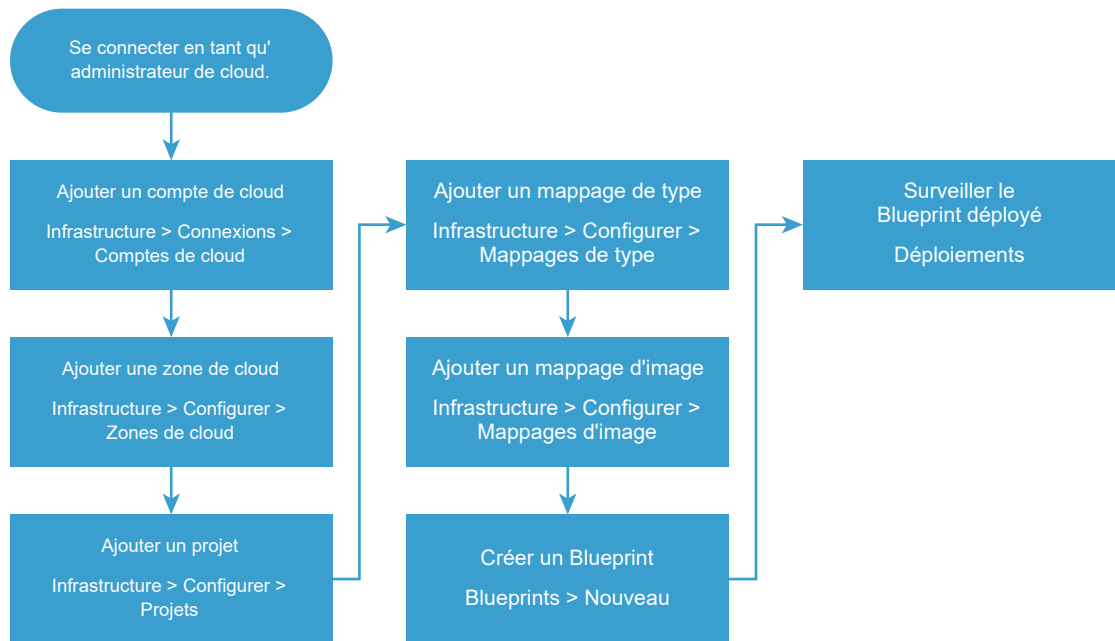 Se connecter en tant qu'
administrateur de cloud.
Ajouter un compte de cloud
Infrastructure > Connexions >
Comptes de cloud
Ajouter une zone de cloud
Infrastructure > Configurer >
Zones de cloud
Ajouter un projet
Infrastructure > Configurer >
Projets
Ajouter un mappage de type
Infrastructure > Configurer >
Mappages de type
Ajouter un mappage d'image
Infrastructure > Configurer >
Mappages d'image
Créer un Blueprint
Blueprints > Nouveau
Surveiller le
Blueprint déployé
Déploiements